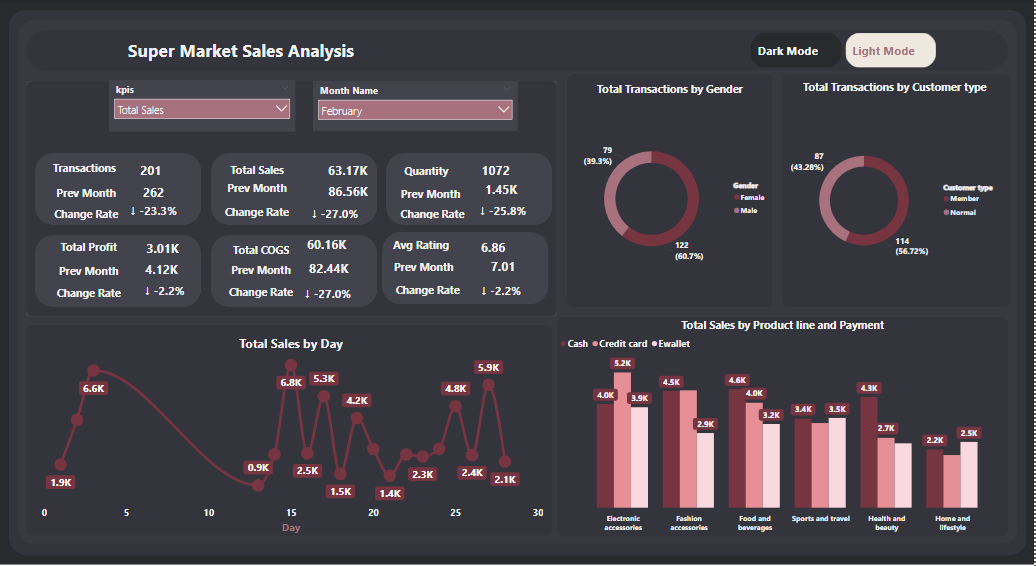 Super Market Sales Analysis
Dark Mode
Light Mode
kpis
Total Sales
Month Name
February
Transactions 201
Prev Month 262
Change Rate ↓ -23.3%
Total Sales 63.17K
Prev Month 86.56K
Change Rate ↓ -27.0%
Quantity 1072
Prev Month 1.45K
Change Rate ↓ -25.8%
Total Profit 3.01K
Prev Month 4.12K
Change Rate ↓ -2.2%
Total COGS 60.16K
Prev Month 82.44K
Change Rate ↓ -27.0%
Avg Rating 6.86
Prev Month 7.01
Change Rate ↓ -2.2%
Total Transactions by Gender
79
(39.3%)
122
(60.7%)
Gender
Female
Male
Total Transactions by Customer type
87
(43.28%)
114
(56.72%)
Customer type
Member
Normal
Total Sales by Day
1.9K
6.6K
0.9K
6.8K
2.5K
5.3K
1.5K
4.2K
1.4K
2.3K
4.8K
2.4K
5.9K
2.1K
0 5 10 15 20 25 30
Day
Total Sales by Product line and Payment
Cash Credit card Ewallet
4.0K 5.2K 3.9K
4.5K 2.9K
4.6K 4.0K 3.2K
3.4K 3.5K
4.3K 2.7K
2.2K 2.5K
Electronic
accessories
Fashion
accessories
Food and
beverages
Sports and travel
Health and
beauty
Home and
lifestyle